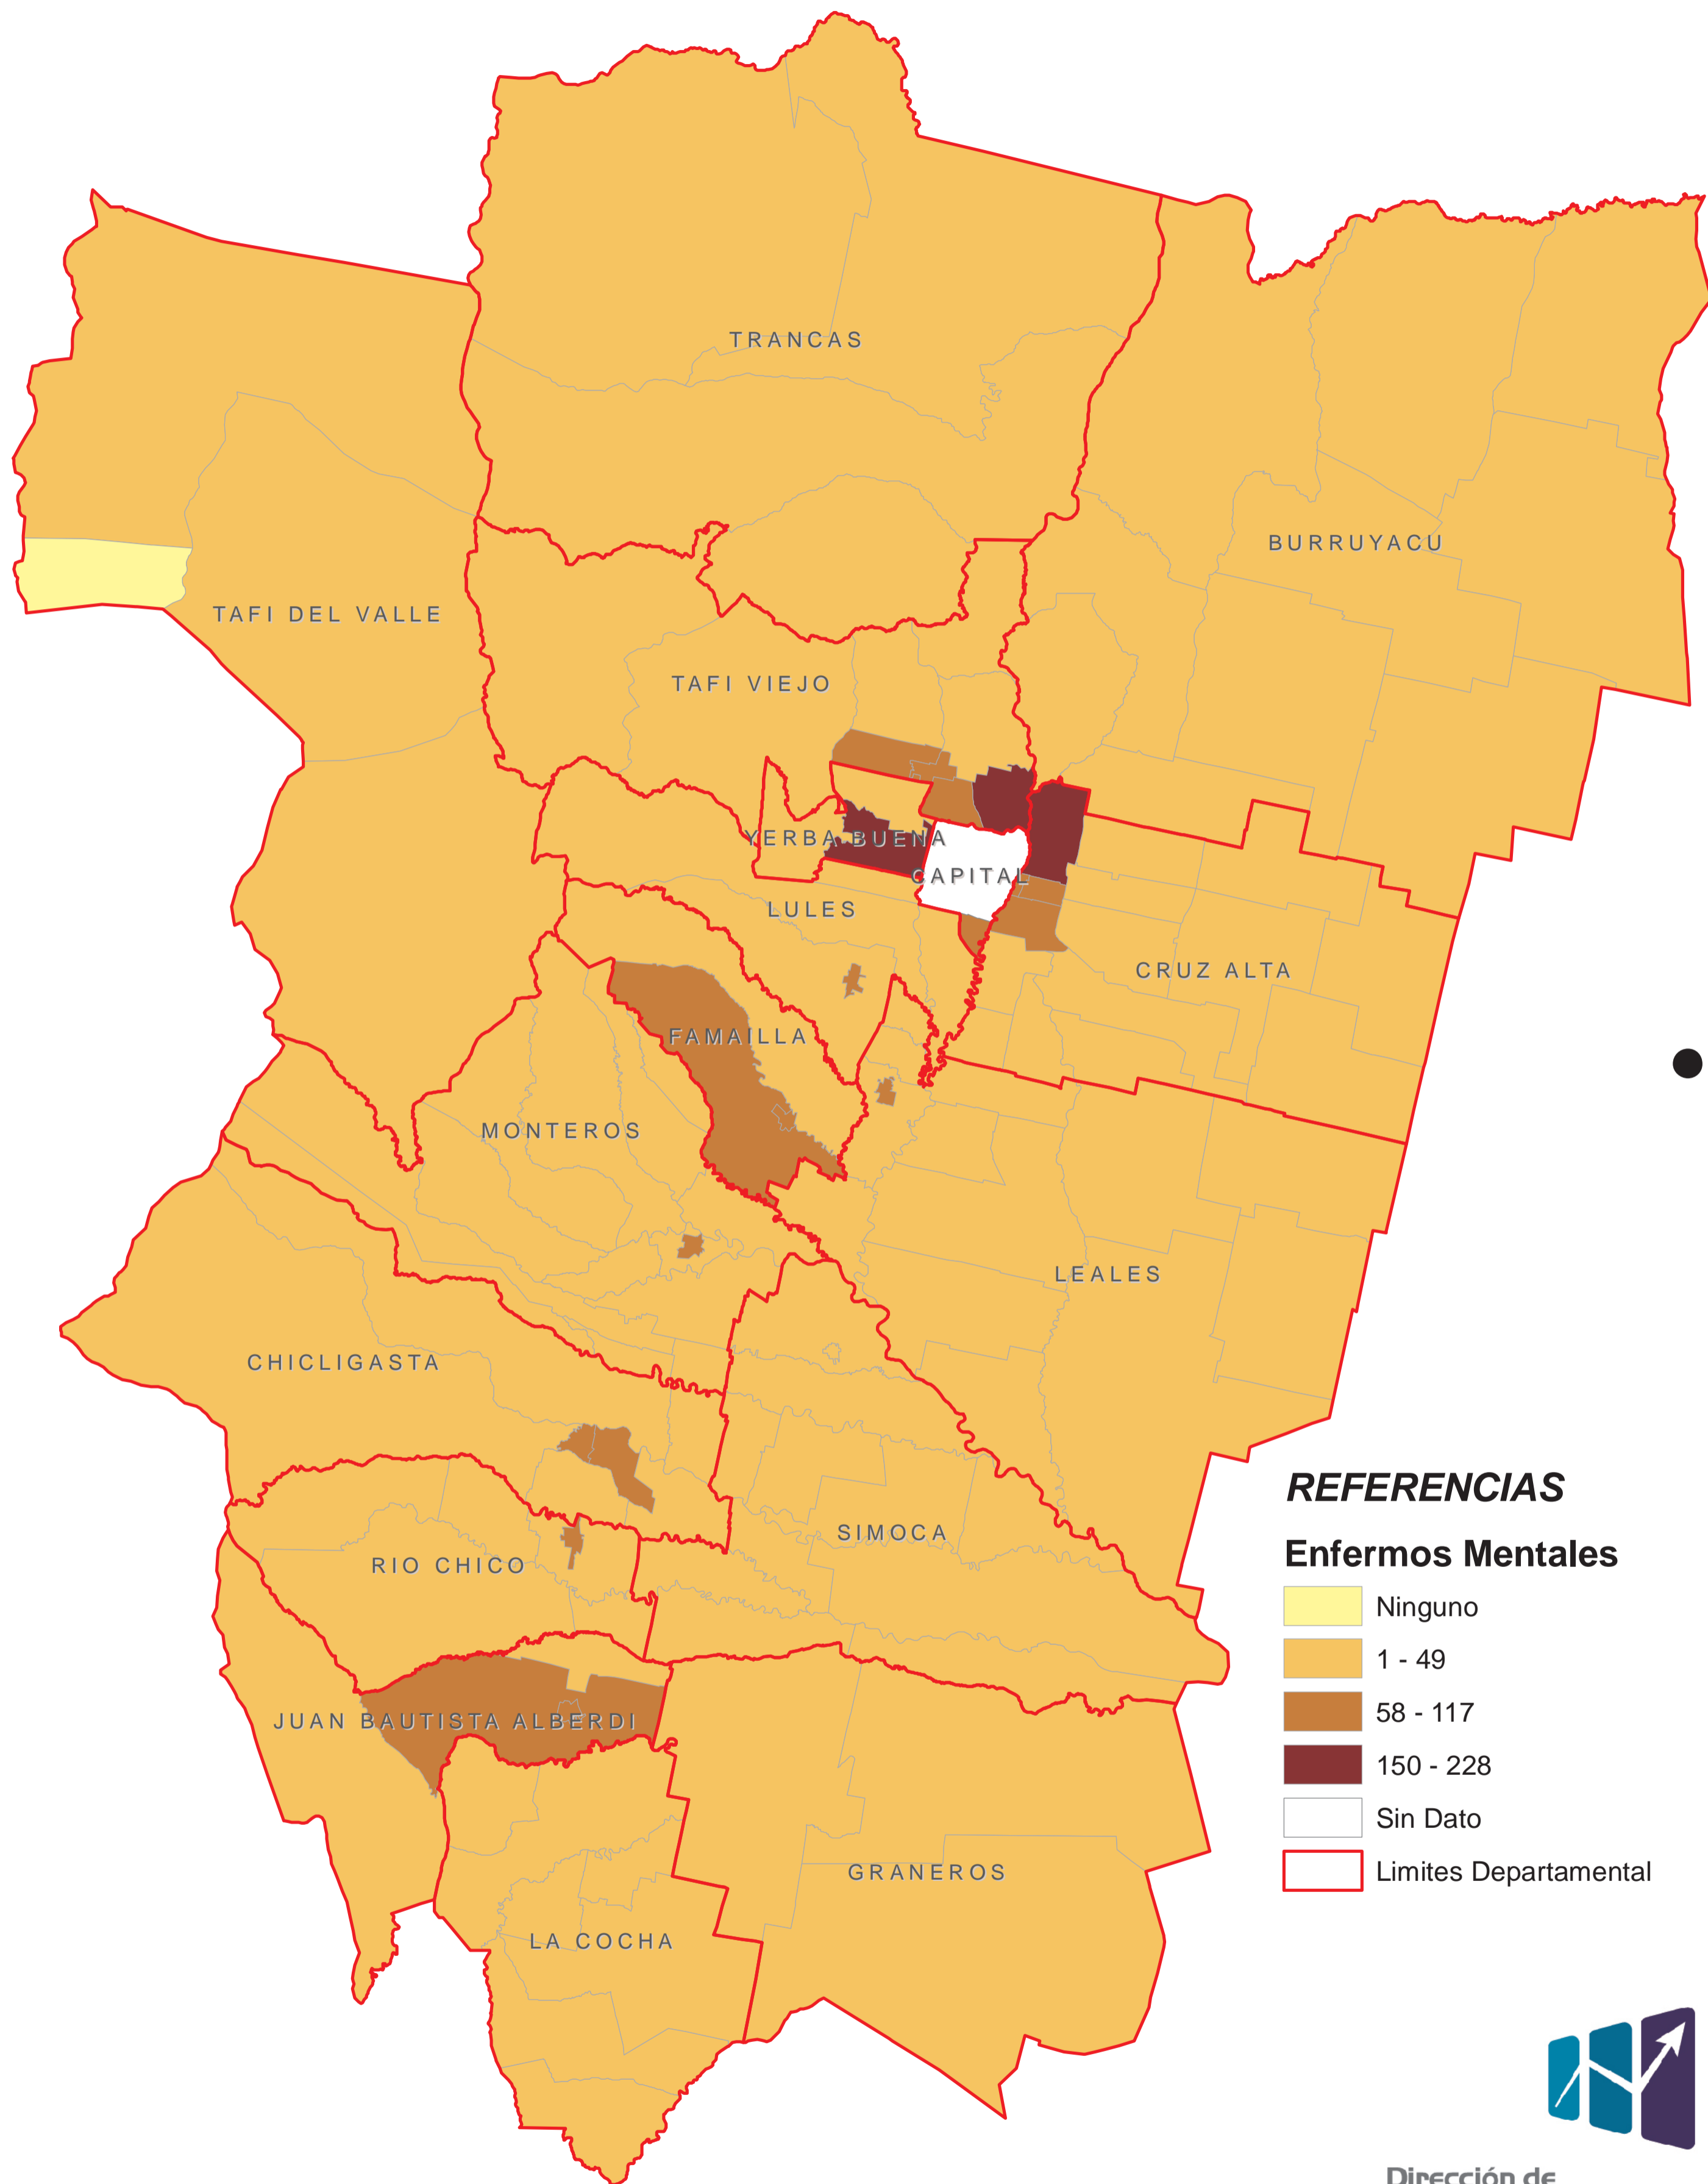 TRANCAS
BURRUYACU
TAFI DEL VALLE
TAFI VIEJO
YERBA BUENA
CAPITAL
LULES
CRUZ ALTA
FAMAILLA
MONTEROS
LEALES
CHICLIGASTA
SIMOCA
RIO CHICO
JUAN BAUTISTA ALBERDI
GRANEROS
LA COCHA
REFERENCIAS
Enfermos Mentales
Ninguno
1 - 49
58 - 117
150 - 228
Sin Dato
Limites Departamental
Dirección de